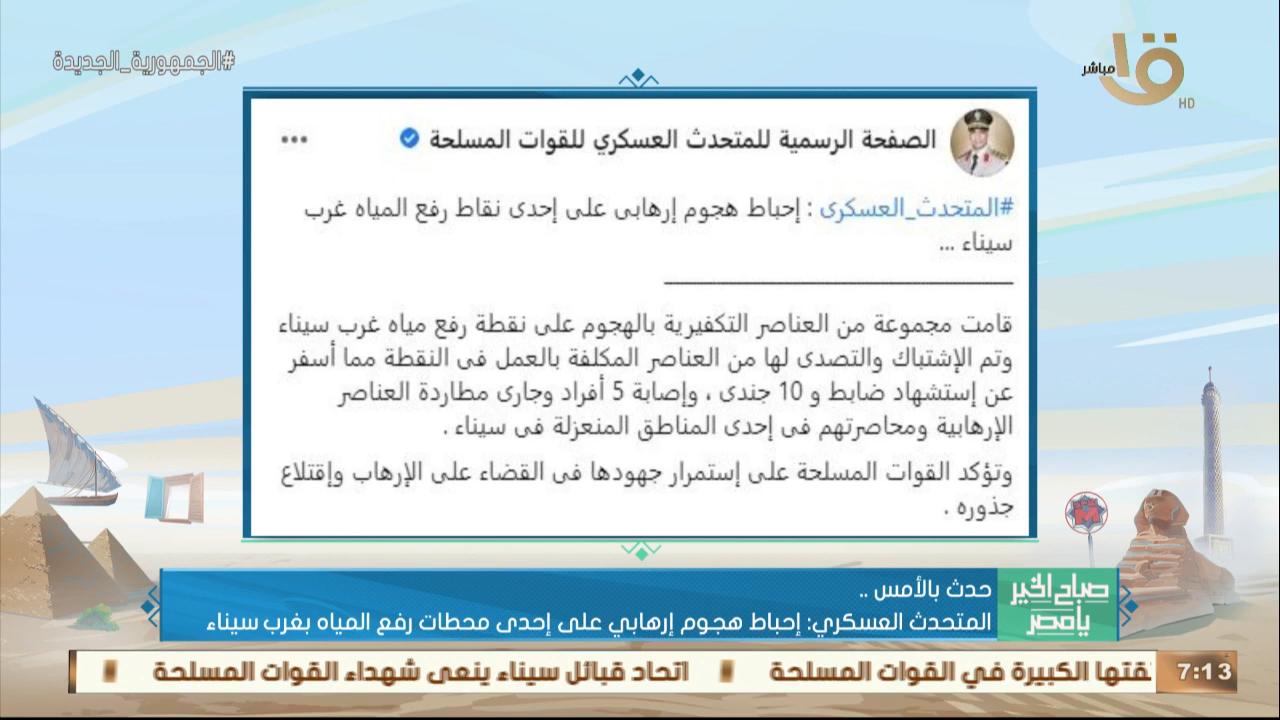 #الجمهورية_الجديدة
مباشر
HD
الصفحة الرسمية للمتحدث العسكري للقوات المسلحة
#المتحدث_العسكرى : إحباط هجوم إرهابى على إحدى نقاط رفع المياه غرب
سيناء ...
قامت مجموعة من العناصر التكفيرية بالهجوم على نقطة رفع مياه غرب سيناء
وتم الإشتباك والتصدى لها من العناصر المكلفة بالعمل فى النقطة مما أسفر
عن إستشهاد ضابط و 10 جندى ، وإصابة 5 أفراد وجارى مطاردة العناصر
الإرهابية ومحاصرتهم فى إحدى المناطق المنعزلة فى سيناء .
وتؤكد القوات المسلحة على إستمرار جهودها فى القضاء على الإرهاب وإقتلاع
جذوره .
صباح الخير
يا مصر
حدث بالأمس ..
المتحدث العسكري: إحباط هجوم إرهابي على إحدى محطات رفع المياه بغرب سيناء
7:13
قتها الكبيرة في القوات المسلحة
اتحاد قبائل سيناء ينعى شهداء القوات المسلحة